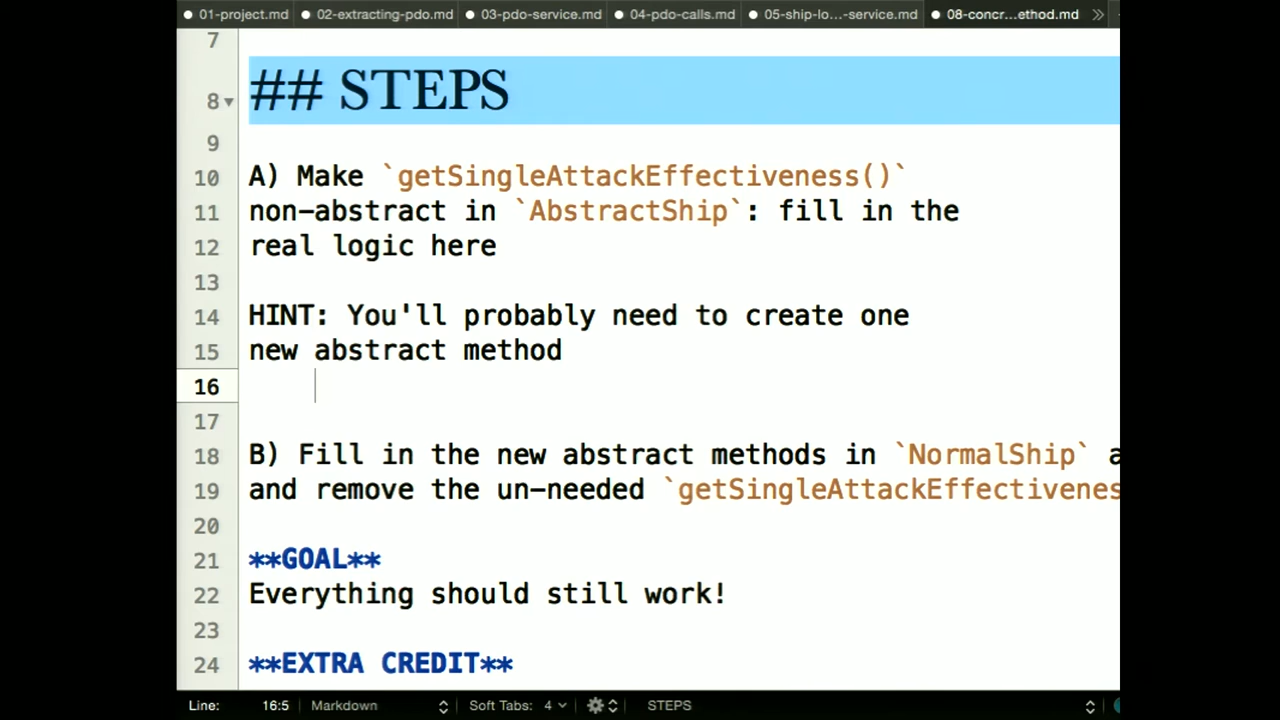 01-project.md 02-extracting-pdo.md 03-pdo-service.md 04-pdo-calls.md 05-ship-lo...-service.md 08-concr...ethod.md »
7
8 ## STEPS
9
10 A) Make `getSingleAttackEffectiveness()`
11 non-abstract in `AbstractShip`: fill in the
12 real logic here
13
14 HINT: You'll probably need to create one
15 new abstract method
16
17
18 B) Fill in the new abstract methods in `NormalShip` a
19 and remove the un-needed `getSingleAttackEffectivenes
20
21 **GOAL**
22 Everything should still work!
23
24 **EXTRA CREDIT**
Line: 16:5 Markdown Soft Tabs: 4 STEPS